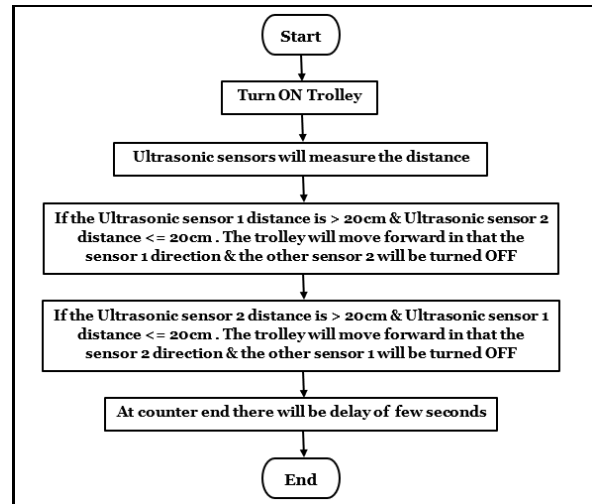 Start
Turn ON Trolley
Ultrasonic sensors will measure the distance
If the Ultrasonic sensor 1 distance is > 20cm & Ultrasonic sensor 2
distance <= 20cm . The trolley will move forward in that the
sensor 1 direction & the other sensor 2 will be turned OFF
If the Ultrasonic sensor 2 distance is > 20cm & Ultrasonic sensor 1
distance <= 20cm . The trolley will move forward in that the
sensor 2 direction & the other sensor 1 will be turned OFF
At counter end there will be delay of few seconds
End